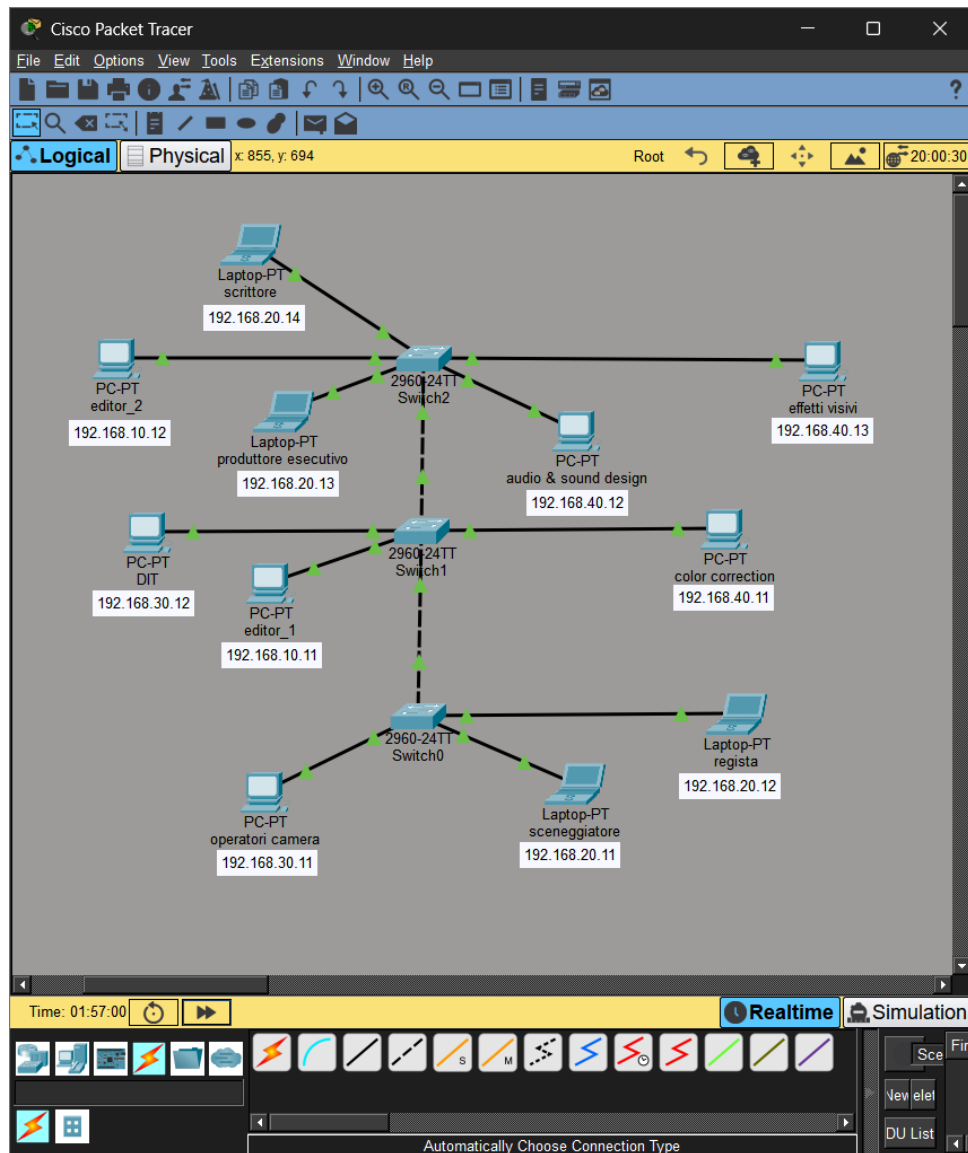 Cisco Packet Tracer
File Edit Options View Tools Extensions Window Help
?
Logical Physical x: 855, y: 694 Root 20:00:30
Laptop-PT
scrittore
192.168.20.14
PC-PT
editor_2
192.168.10.12
2960-24TT
Switch2
PC-PT
effetti visivi
192.168.40.13
Laptop-PT
produttore esecutivo
192.168.20.13
PC-PT
audio & sound design
192.168.40.12
PC-PT
DIT
192.168.30.12
2960-24TT
Switch1
PC-PT
color correction
192.168.40.11
PC-PT
editor_1
192.168.10.11
2960-24TT
Switch0
Laptop-PT
regista
192.168.20.12
PC-PT
operatori camera
192.168.30.11
Laptop-PT
sceneggiatore
192.168.20.11
Time: 01:57:00 Realtime Simulation
S M
Sce Fir
New elet
DU List
Automatically Choose Connection Type